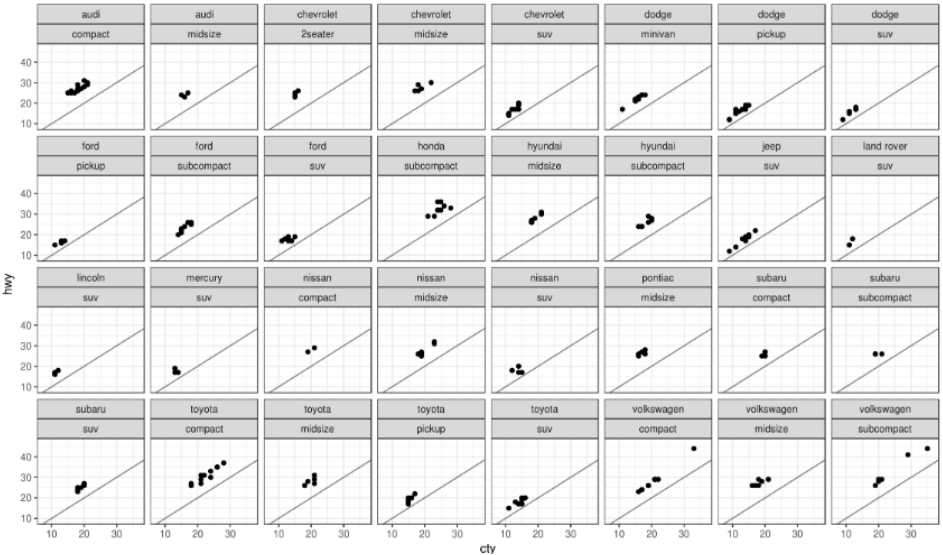 audi audi chevrolet chevrolet chevrolet dodge dodge dodge
compact midsize 2seater midsize suv minivan pickup suv
40
30
20
10
ford ford ford honda hyundai hyundai jeep land rover
pickup subcompact suv subcompact midsize subcompact suv suv
40
30
20
10
hwy
lincoln mercury nissan nissan nissan pontiac subaru subaru
suv suv compact midsize suv midsize compact subcompact
40
30
20
10
subaru toyota toyota toyota toyota volkswagen volkswagen volkswagen
suv compact midsize pickup suv compact midsize subcompact
40
30
20
10
10 20 30 10 20 30 10 20 30 10 20 30 10 20 30 10 20 30 10 20 30 10 20 30
cty